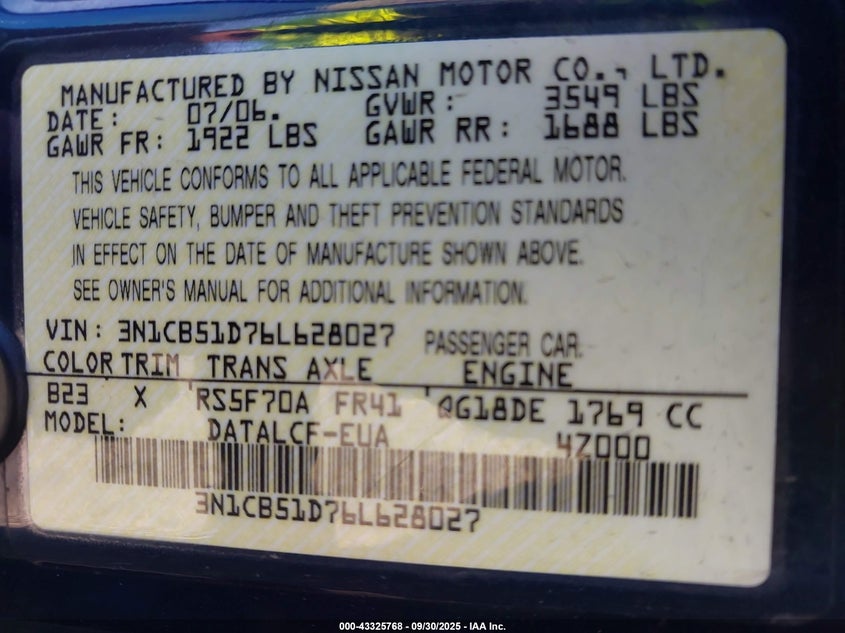 MANUFACTURED BY NISSAN MOTOR CO., LTD.
DATE: 07/06. GVWR: 3549 LBS
GAWR FR: 1922 LBS GAWR RR: 1688 LBS
THIS VEHICLE CONFORMS TO ALL APPLICABLE FEDERAL MOTOR.
VEHICLE SAFETY, BUMPER AND THEFT PREVENTION STANDARDS
IN EFFECT ON THE DATE OF MANUFACTURE SHOWN ABOVE.
SEE OWNER'S MANUAL FOR ADDITIONAL INFORMATION.
VIN: 3N1CB51D76L628027 PASSENGER CAR.
COLOR TRIM TRANS AXLE ENGINE
B23 X RS5F70A FR41 QG18DE 1769 CC
MODEL: DATALCF-EUA 4Z000
3N1CB51D76L628027
000-43325768 - 09/30/2025 - IAA Inc.